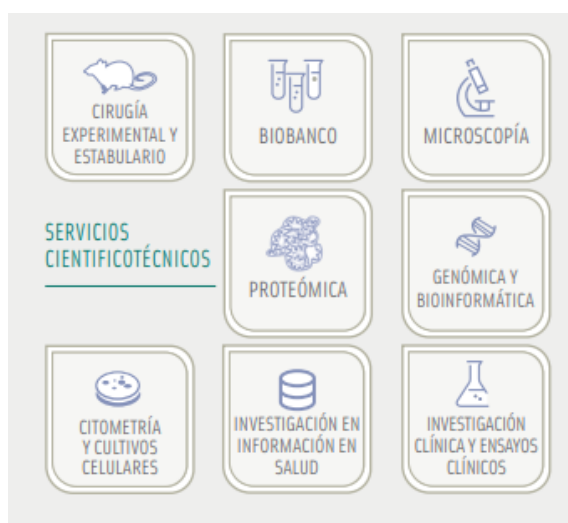 CIRUGÍA
EXPERIMENTAL Y
ESTABULARIO
BIOBANCO
MICROSCOPÍA
SERVICIOS
CIENTIFICOTÉCNICOS
PROTEÓMICA
GENÓMICA Y
BIOINFORMÁTICA
CITOMETRÍA
Y CULTIVOS
CELULARES
INVESTIGACIÓN EN
INFORMACIÓN EN
SALUD
INVESTIGACIÓN
CLÍNICA Y ENSAYOS
CLÍNICOS